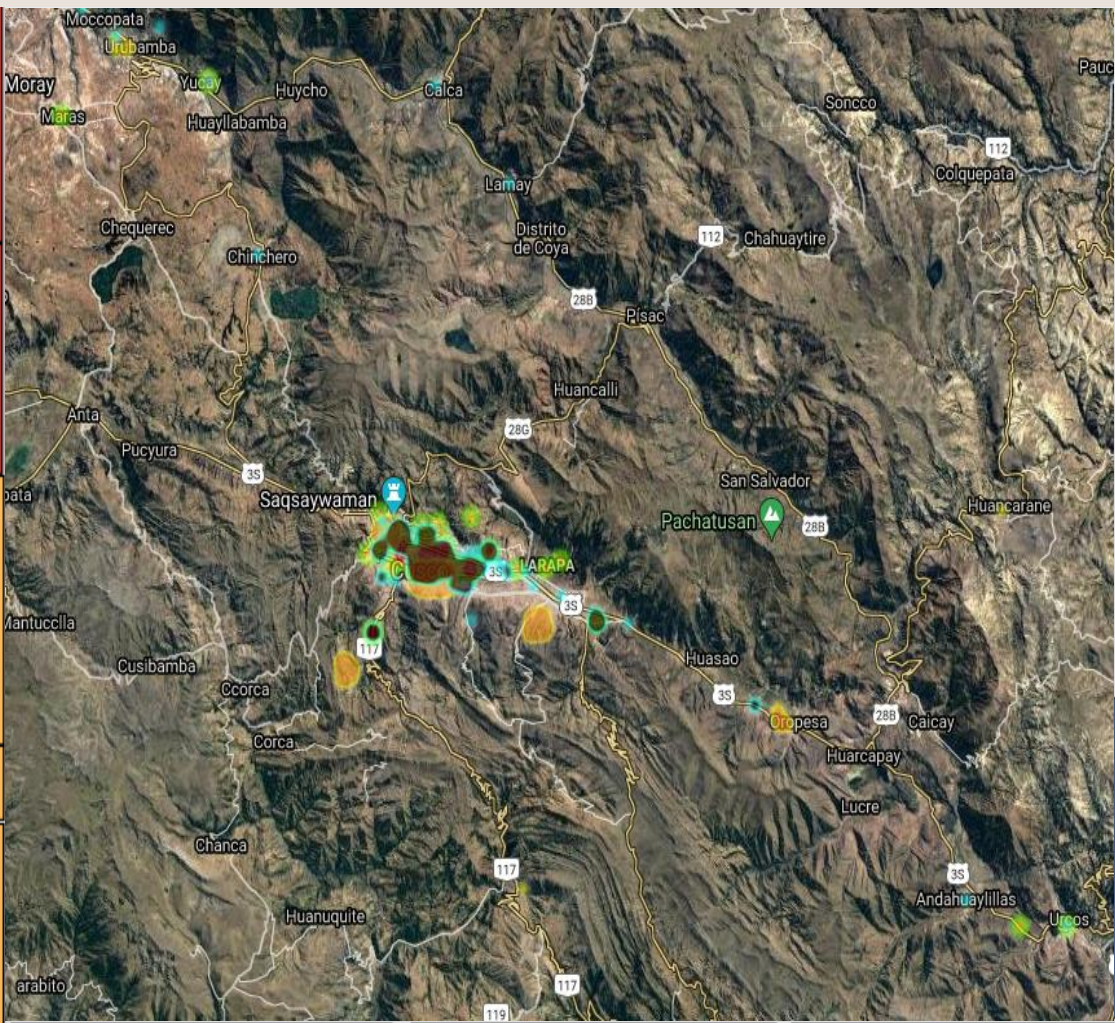 Moccopata
Urubamba
Moray
Yucay
Huycho
Calca
Pauc
Maras
Huayllabamba
Soncco
112
Colquepata
Lamay
Chequerec
Distrito
de Coya
112
Chahuaytire
Chinchero
28B
Pisac
Huancalli
Anta
28G
Pucyura
3S
pata
Saqsaywaman
San Salvador
Huancarane
Pachatusan
28B
C
3S
LARAPA
3S
Mantucclla
117
Cusibamba
Huasao
Ccorca
3S
Oropesa
28B
Caicay
Corca
Huarcapay
Lucre
Chanca
117
3S
Andahuaylillas
Huanuquite
Urcos
arabito
117
119